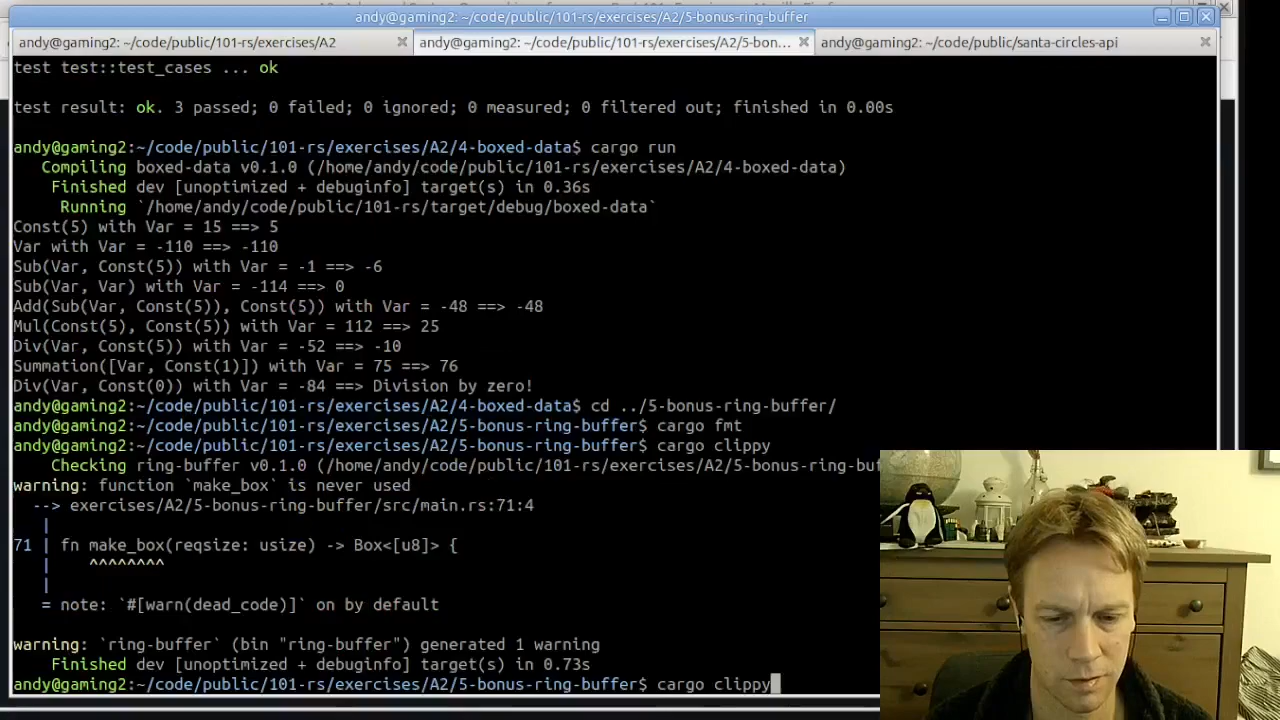 andy@gaming2: ~/code/public/101-rs/exercises/A2/5-bonus-ring-buffer
andy@gaming2: ~/code/public/101-rs/exercises/A2
andy@gaming2: ~/code/public/101-rs/exercises/A2/5-bon...
andy@gaming2: ~/code/public/santa-circles-api
test test::test_cases ... ok
test result: ok. 3 passed; 0 failed; 0 ignored; 0 measured; 0 filtered out; finished in 0.00s
andy@gaming2:~/code/public/101-rs/exercises/A2/4-boxed-data$ cargo run
Compiling boxed-data v0.1.0 (/home/andy/code/public/101-rs/exercises/A2/4-boxed-data)
Finished dev [unoptimized + debuginfo] target(s) in 0.36s
Running `/home/andy/code/public/101-rs/target/debug/boxed-data`
Const(5) with Var = 15 ==> 5
Var with Var = -110 ==> -110
Sub(Var, Const(5)) with Var = -1 ==> -6
Sub(Var, Var) with Var = -114 ==> 0
Add(Sub(Var, Const(5)), Const(5)) with Var = -48 ==> -48
Mul(Const(5), Const(5)) with Var = 112 ==> 25
Div(Var, Const(5)) with Var = -52 ==> -10
Summation([Var, Const(1)]) with Var = 75 ==> 76
Div(Var, Const(0)) with Var = -84 ==> Division by zero!
andy@gaming2:~/code/public/101-rs/exercises/A2/4-boxed-data$ cd ../5-bonus-ring-buffer/
andy@gaming2:~/code/public/101-rs/exercises/A2/5-bonus-ring-buffer$ cargo fmt
andy@gaming2:~/code/public/101-rs/exercises/A2/5-bonus-ring-buffer$ cargo clippy
Checking ring-buffer v0.1.0 (/home/andy/code/public/101-rs/exercises/A2/5-bonus-ring-buf
warning: function `make_box` is never used
--> exercises/A2/5-bonus-ring-buffer/src/main.rs:71:4
|
71 | fn make_box(reqsize: usize) -> Box<[u8]> {
| ^^^^^^^^
|
= note: `#[warn(dead_code)]` on by default
warning: `ring-buffer` (bin "ring-buffer") generated 1 warning
Finished dev [unoptimized + debuginfo] target(s) in 0.73s
andy@gaming2:~/code/public/101-rs/exercises/A2/5-bonus-ring-buffer$ cargo clippy